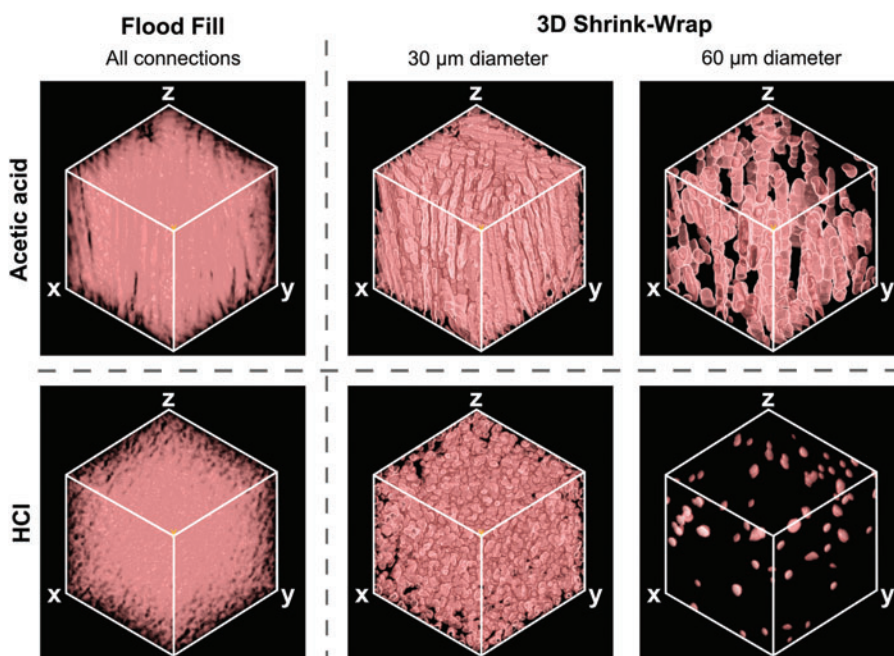 Flood Fill
3D Shrink-Wrap
All connections
30 µm diameter
60 µm diameter
Acetic acid
z
x
y
z
x
y
z
x
y
HCl
z
x
y
z
x
y
z
x
y